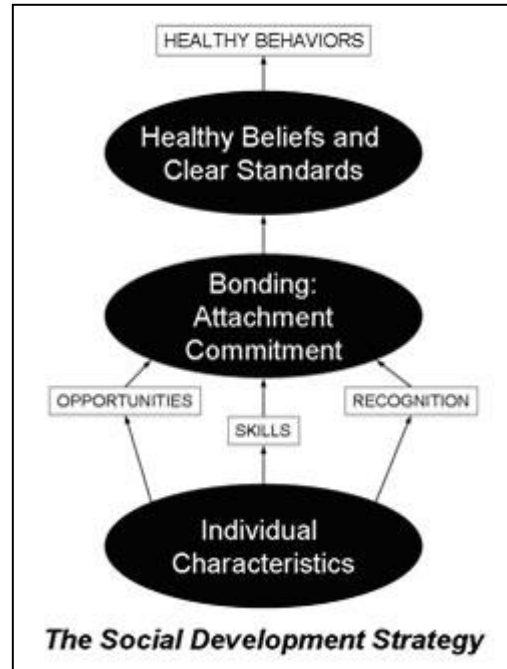 HEALTHY BEHAVIORS
Healthy Beliefs and
Clear Standards
Bonding:
Attachment
Commitment
OPPORTUNITIES
SKILLS
RECOGNITION
Individual
Characteristics
The Social Development Strategy